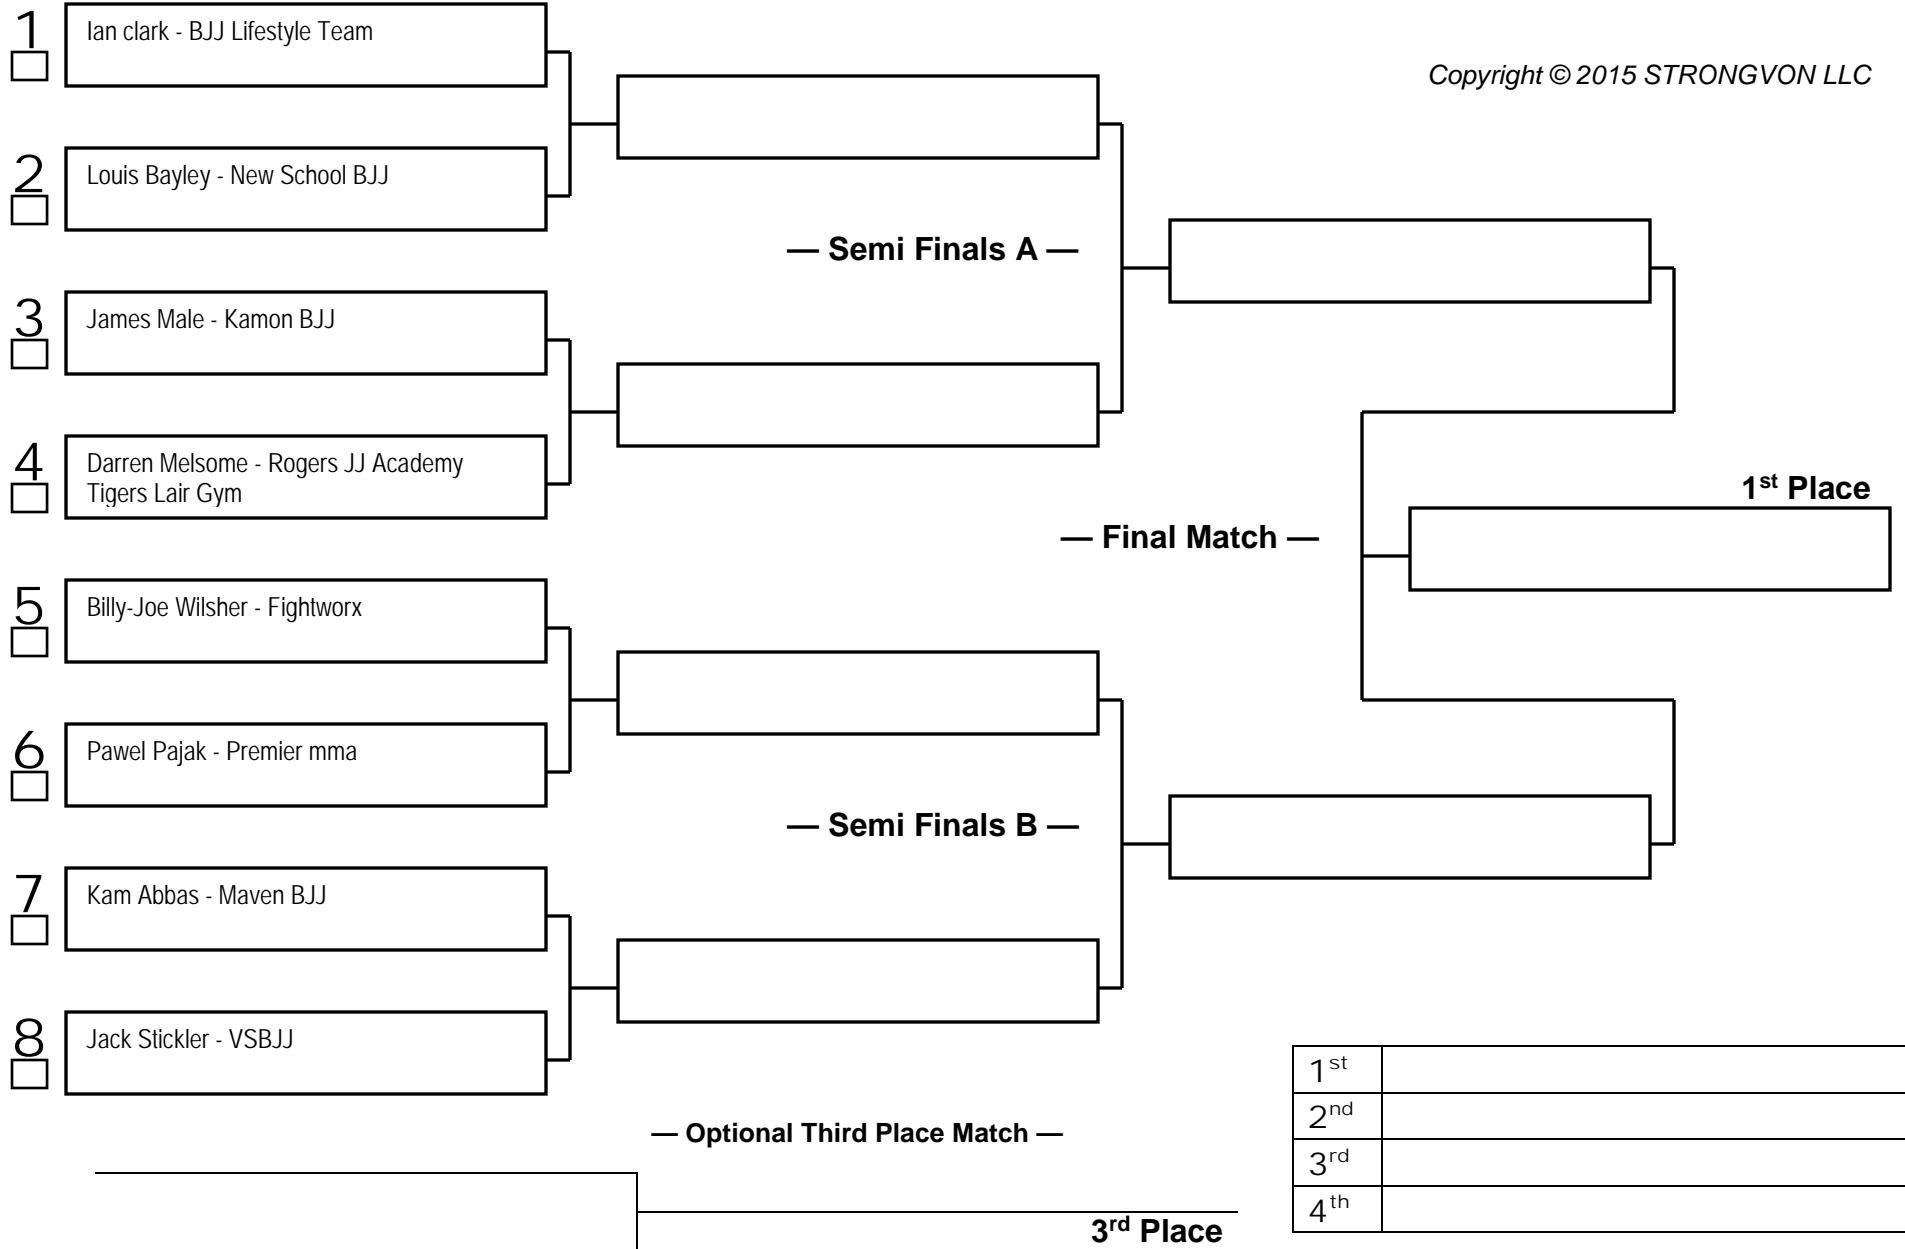 1
Ian clark - BJJ Lifestyle Team
Copyright © 2015 STRONGVON LLC
2
Louis Bayley - New School BJJ
— Semi Finals A —
3
James Male - Kamon BJJ
4
Darren Melsome - Rogers JJ Academy
Tigers Lair Gym
1st Place
— Final Match —
5
Billy-Joe Wilsher - Fightworx
6
Pawel Pajak - Premier mma
— Semi Finals B —
7
Kam Abbas - Maven BJJ
8
Jack Stickler - VSBJJ
— Optional Third Place Match —
3rd Place
1st
2nd
3rd
4th